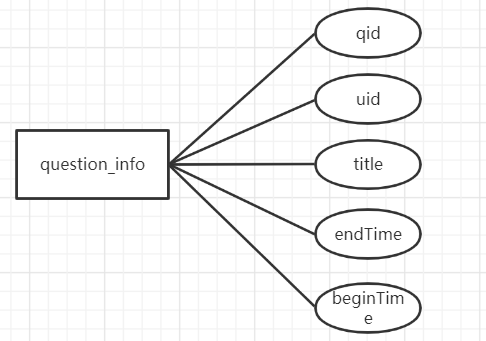 qid
uid
question_info
title
endTime
beginTim
e